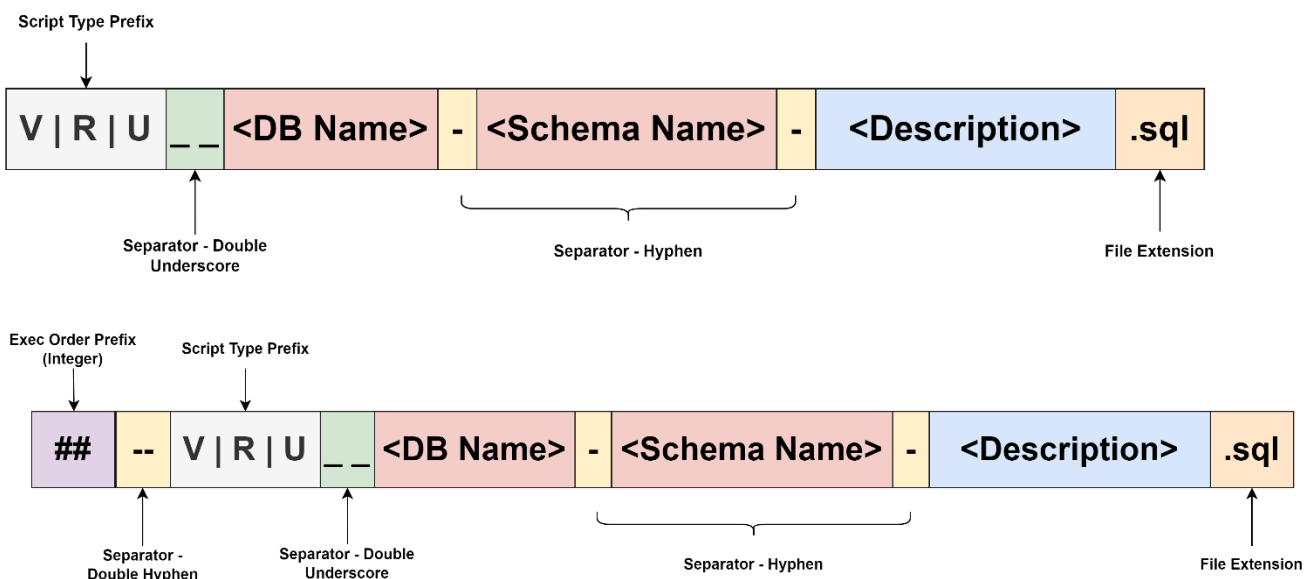 Script Type Prefix
V | R | U _ _ <DB Name> - <Schema Name> - <Description> .sql
Separator - Double
Underscore
Separator - Hyphen
File Extension
Exec Order Prefix
(Integer)
Script Type Prefix
## -- V | R | U _ _ <DB Name> - <Schema Name> - <Description> .sql
Separator -
Double Hyphen
Separator - Double
Underscore
Separator - Hyphen
File Extension